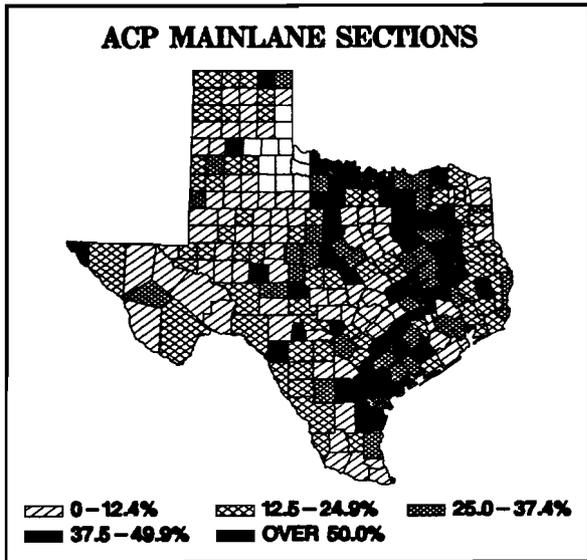 ACP MAINLANE SECTIONS
0-12.4% 12.5-24.9% 25.0-37.4%
37.5-49.9% OVER 50.0%